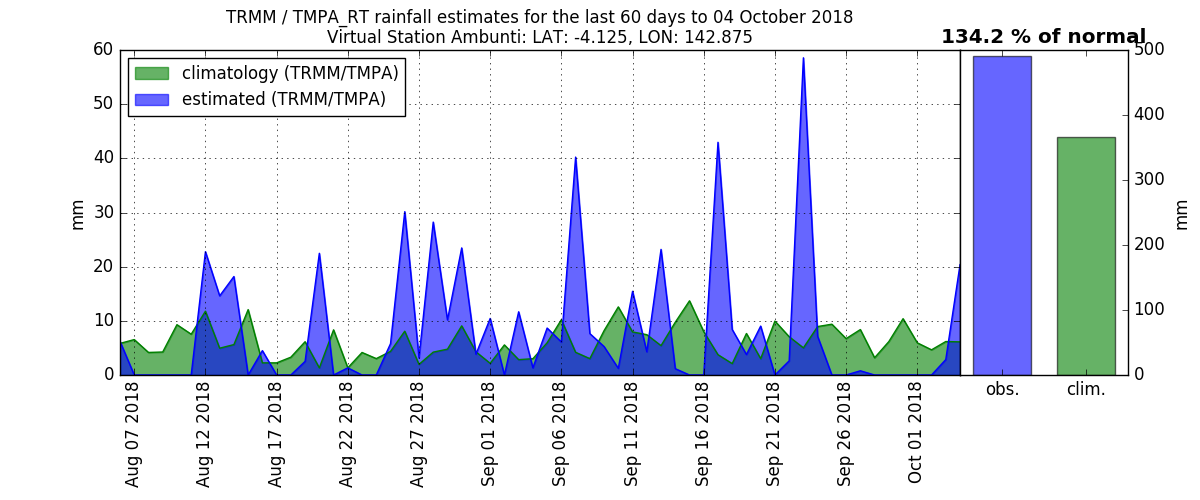 TRMM / TMPA_RT rainfall estimates for the last 60 days to 04 October 2018
Virtual Station Ambunti: LAT: -4.125, LON: 142.875
134.2 % of normal
climatology (TRMM/TMPA)
estimated (TRMM/TMPA)
60
50
40
30
20
10
0
mm
Aug 07 2018
Aug 12 2018
Aug 17 2018
Aug 22 2018
Aug 27 2018
Sep 01 2018
Sep 06 2018
Sep 11 2018
Sep 16 2018
Sep 21 2018
Sep 26 2018
Oct 01 2018
obs.
clim.
500
400
300
200
100
0
mm